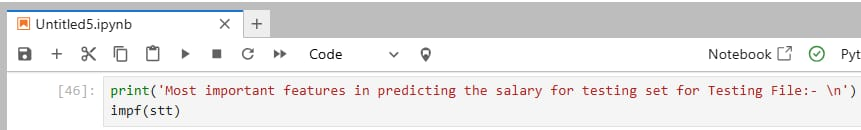 Untitled5.ipynb
Code
Notebook
Pyt
[46]:
print('Most important features in predicting the salary for testing set for Testing File:- \n')
impf(stt)